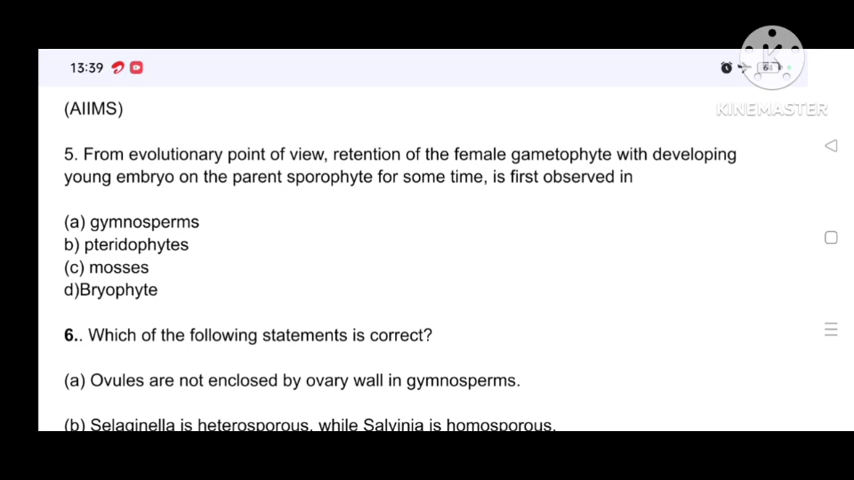 13:39
KINEMASTER
(AIIMS)
5. From evolutionary point of view, retention of the female gametophyte with developing
young embryo on the parent sporophyte for some time, is first observed in
(a) gymnosperms
b) pteridophytes
(c) mosses
d)Bryophyte
6.. Which of the following statements is correct?
(a) Ovules are not enclosed by ovary wall in gymnosperms.
(b) Selaginella is heterosporous, while Salvinia is homosporous.